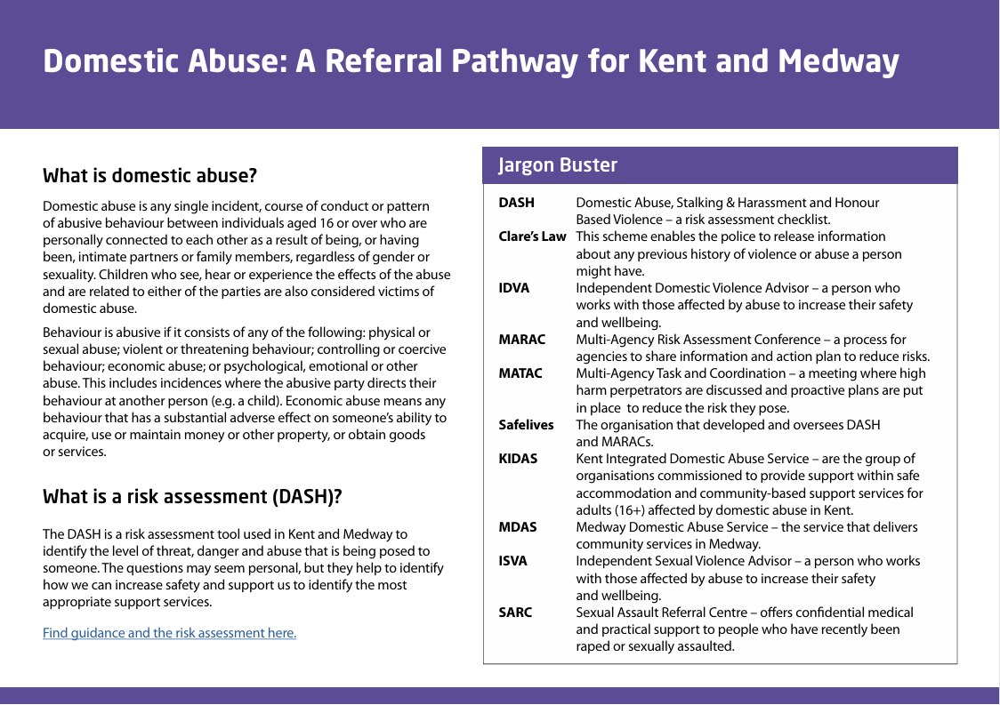 Domestic Abuse: A Referral Pathway for Kent and Medway
What is domestic abuse?
Domestic abuse is any single incident, course of conduct or pattern
of abusive behaviour between individuals aged 16 or over who are
personally connected to each other as a result of being, or having
been, intimate partners or family members, regardless of gender or
sexuality. Children who see, hear or experience the effects of the abuse
and are related to either of the parties are also considered victims of
domestic abuse.
Behaviour is abusive if it consists of any of the following: physical or
sexual abuse; violent or threatening behaviour; controlling or coercive
behaviour; economic abuse; or psychological, emotional or other
abuse. This includes incidences where the abusive party directs their
behaviour at another person (e.g. a child). Economic abuse means any
behaviour that has a substantial adverse effect on someone's ability to
acquire, use or maintain money or other property, or obtain goods
or services.
What is a risk assessment (DASH)?
The DASH is a risk assessment tool used in Kent and Medway to
identify the level of threat, danger and abuse that is being posed to
someone. The questions may seem personal, but they help to identify
how we can increase safety and support us to identify the most
appropriate support services.
Find guidance and the risk assessment here.
Jargon Buster
DASH Domestic Abuse, Stalking & Harassment and Honour
Based Violence – a risk assessment checklist.
Clare's Law This scheme enables the police to release information
about any previous history of violence or abuse a person
might have.
IDVA Independent Domestic Violence Advisor – a person who
works with those affected by abuse to increase their safety
and wellbeing.
MARAC Multi-Agency Risk Assessment Conference – a process for
agencies to share information and action plan to reduce risks.
MATAC Multi-Agency Task and Coordination – a meeting where high
harm perpetrators are discussed and proactive plans are put
in place to reduce the risk they pose.
Safelives The organisation that developed and oversees DASH
and MARACs.
KIDAS Kent Integrated Domestic Abuse Service – are the group of
organisations commissioned to provide support within safe
accommodation and community-based support services for
adults (16+) affected by domestic abuse in Kent.
MDAS Medway Domestic Abuse Service – the service that delivers
community services in Medway.
ISVA Independent Sexual Violence Advisor – a person who works
with those affected by abuse to increase their safety
and wellbeing.
SARC Sexual Assault Referral Centre – offers confidential medical
and practical support to people who have recently been
raped or sexually assaulted.